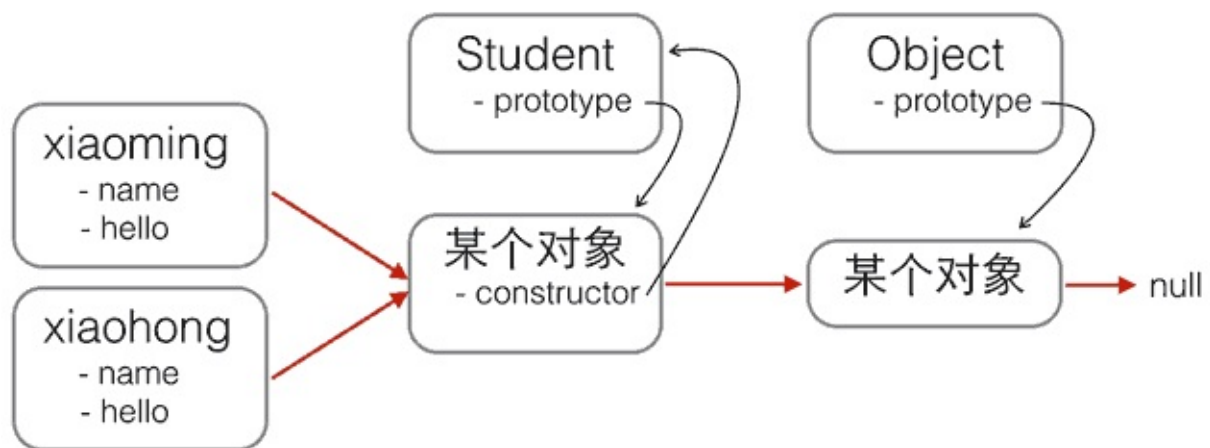 Student
- prototype
Object
- prototype
xiaoming
- name
- hello
某个对象
- constructor
某个对象
null
xiaohong
- name
- hello